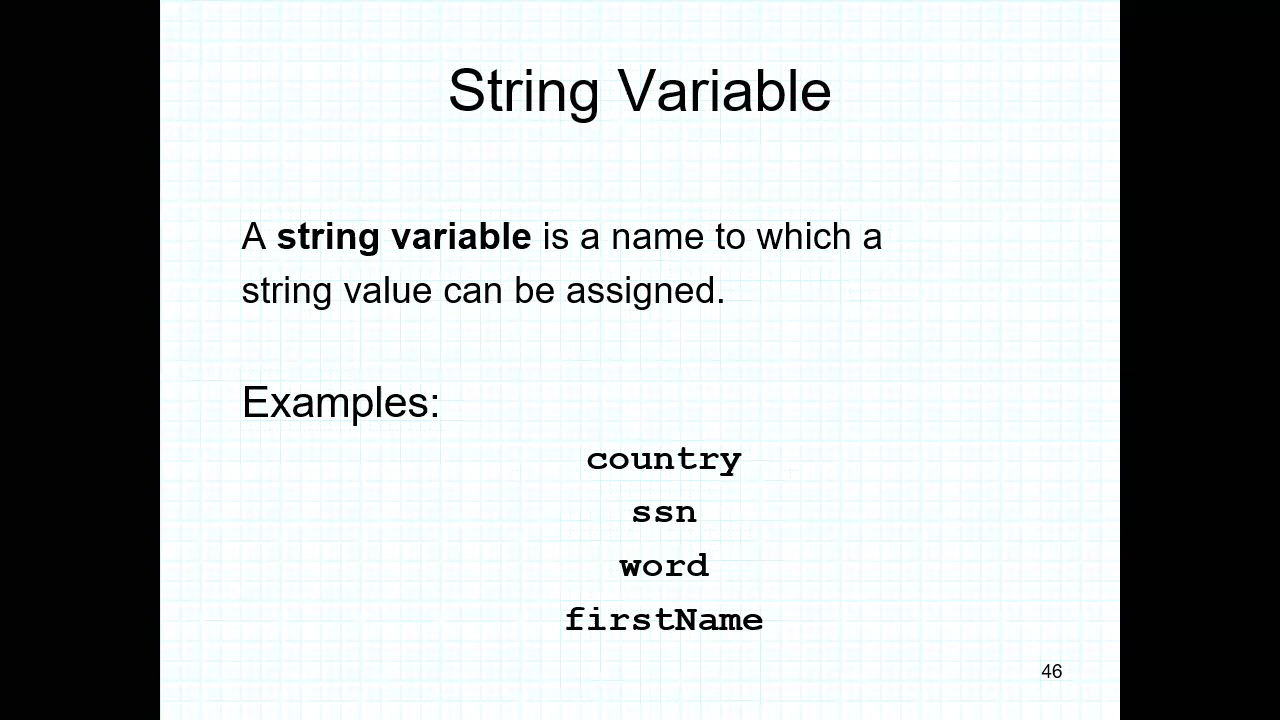 String Variable
A string variable is a name to which a
string value can be assigned.
Examples:
country
ssn
word
firstName
46